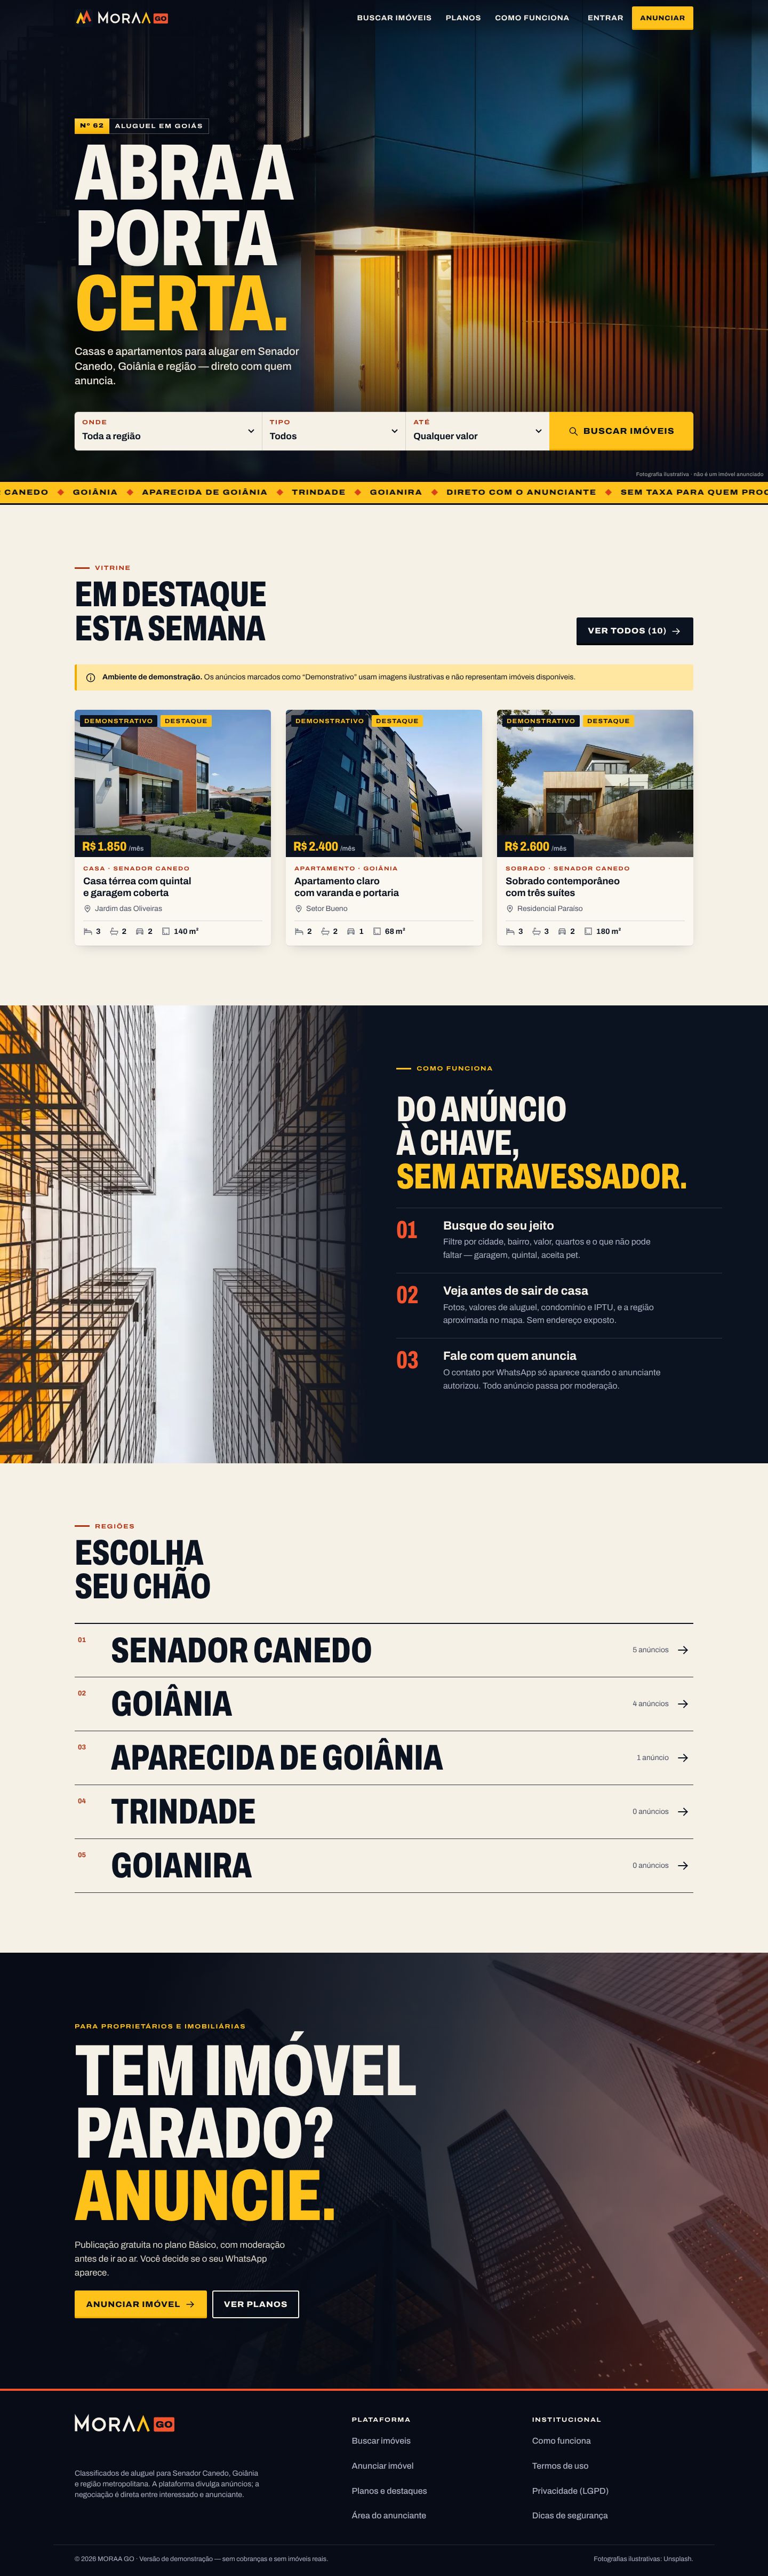 MORAA GO
BUSCAR IMÓVEIS PLANOS COMO FUNCIONA ENTRAR ANUNCIAR
Nº 62 ALUGUEL EM GOIÁS
ABRA A
PORTA
CERTA.
Casas e apartamentos para alugar em Senador
Canedo, Goiânia e região — direto com quem
anuncia.
ONDE
Toda a região
TIPO
Todos
ATÉ
Qualquer valor
BUSCAR IMÓVEIS
Fotografia ilustrativa · não é um imóvel anunciado
CANEDO ◆ GOIÂNIA ◆ APARECIDA DE GOIÂNIA ◆ TRINDADE ◆ GOIANIRA ◆ DIRETO COM O ANUNCIANTE ◆ SEM TAXA PARA QUEM PROC
VITRINE
EM DESTAQUE
ESTA SEMANA
VER TODOS (10) →
Ambiente de demonstração. Os anúncios marcados como “Demonstrativo” usam imagens ilustrativas e não representam imóveis disponíveis.
DEMONSTRATIVO DESTAQUE
R$ 1.850 /mês
CASA · SENADOR CANEDO
Casa térrea com quintal
e garagem coberta
Jardim das Oliveiras
3 2 2 140 m²
DEMONSTRATIVO DESTAQUE
R$ 2.400 /mês
APARTAMENTO · GOIÂNIA
Apartamento claro
com varanda e portaria
Setor Bueno
2 2 1 68 m²
DEMONSTRATIVO DESTAQUE
R$ 2.600 /mês
SOBRADO · SENADOR CANEDO
Sobrado contemporâneo
com três suítes
Residencial Paraíso
3 3 2 180 m²
COMO FUNCIONA
DO ANÚNCIO
À CHAVE,
SEM ATRAVESSADOR.
01
Busque do seu jeito
Filtre por cidade, bairro, valor, quartos e o que não pode
faltar — garagem, quintal, aceita pet.
02
Veja antes de sair de casa
Fotos, valores de aluguel, condomínio e IPTU, e a região
aproximada no mapa. Sem endereço exposto.
03
Fale com quem anuncia
O contato por WhatsApp só aparece quando o anunciante
autorizou. Todo anúncio passa por moderação.
REGIÕES
ESCOLHA
SEU CHÃO
01 SENADOR CANEDO 5 anúncios →
02 GOIÂNIA 4 anúncios →
03 APARECIDA DE GOIÂNIA 1 anúncio →
04 TRINDADE 0 anúncios →
05 GOIANIRA 0 anúncios →
PARA PROPRIETÁRIOS E IMOBILIÁRIAS
TEM IMÓVEL
PARADO?
ANUNCIE.
Publicação gratuita no plano Básico, com moderação
antes de ir ao ar. Você decide se o seu WhatsApp
aparece.
ANUNCIAR IMÓVEL → VER PLANOS
MORAA GO
Classificados de aluguel para Senador Canedo, Goiânia
e região metropolitana. A plataforma divulga anúncios; a
negociação é direta entre interessado e anunciante.
PLATAFORMA
Buscar imóveis
Anunciar imóvel
Planos e destaques
Área do anunciante
INSTITUCIONAL
Como funciona
Termos de uso
Privacidade (LGPD)
Dicas de segurança
© 2026 MORAA GO · Versão de demonstração — sem cobranças e sem imóveis reais.
Fotografias ilustrativas: Unsplash.